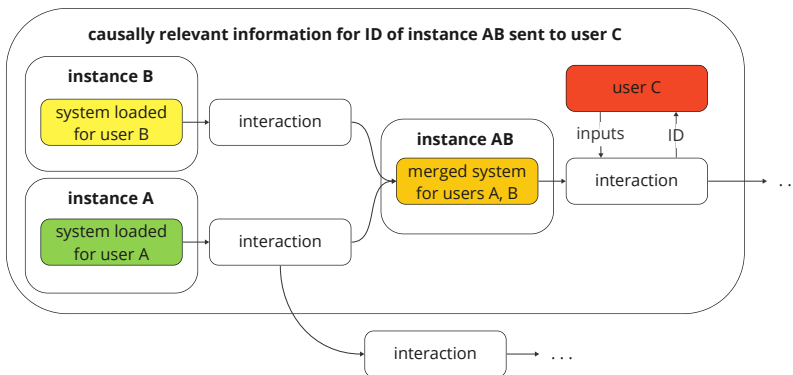 causally relevant information for ID of instance AB sent to user C
instance B
system loaded
for user B
interaction
user C
inputs
ID
instance AB
merged system
for users A, B
interaction
. .
instance A
system loaded
for user A
interaction
interaction
. . .